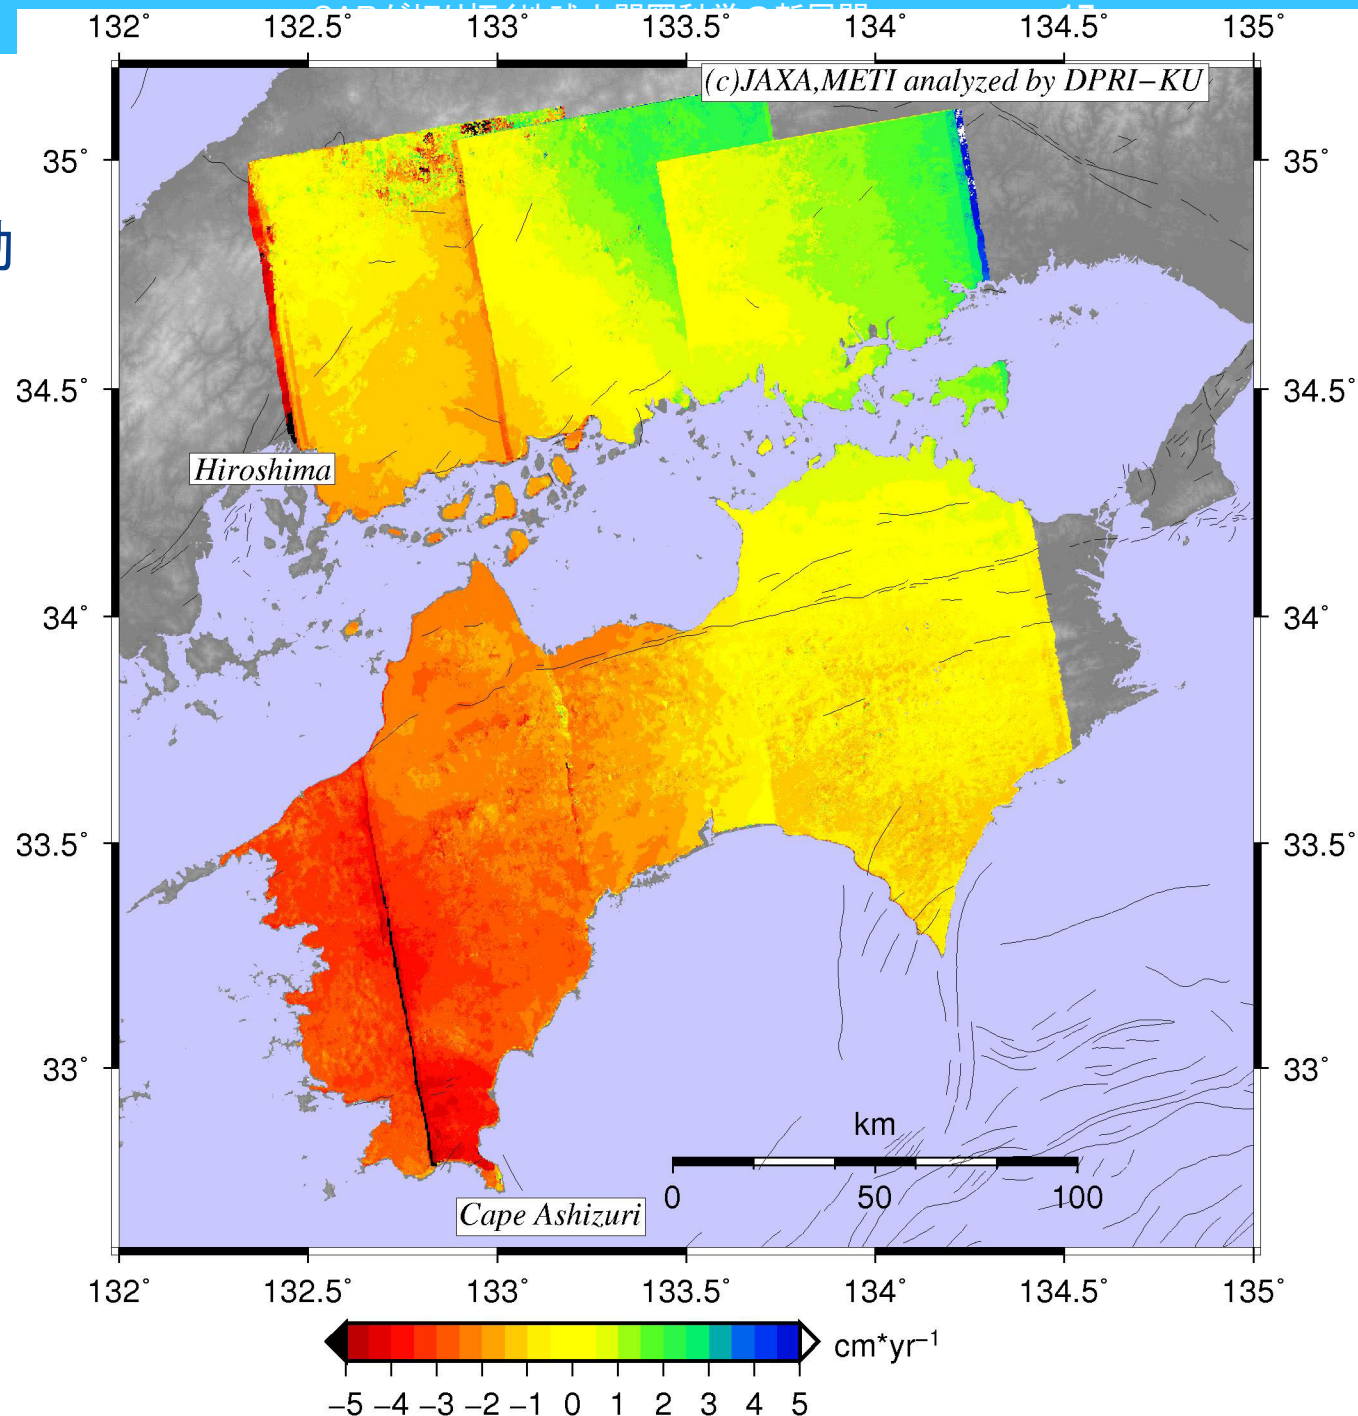 17
132 132.5˚ 133.5˚ 134˚ 134.5˚ 135˚
(c)JAXA,METI analyzed by DPRI−KU
35˚ 35˚
動
34.5˚ 34.5˚
Hiroshima
34˚ 34˚
33.5˚ 33.5˚
33˚ 33˚
km
0 50 100
Cape Ashizuri
132˚ 132.5˚ 133˚ 133.5˚ 134˚ 134.5˚ 135˚
cm*yr⁻¹
−5 −4 −3 −2 −1 0 1 2 3 4 5